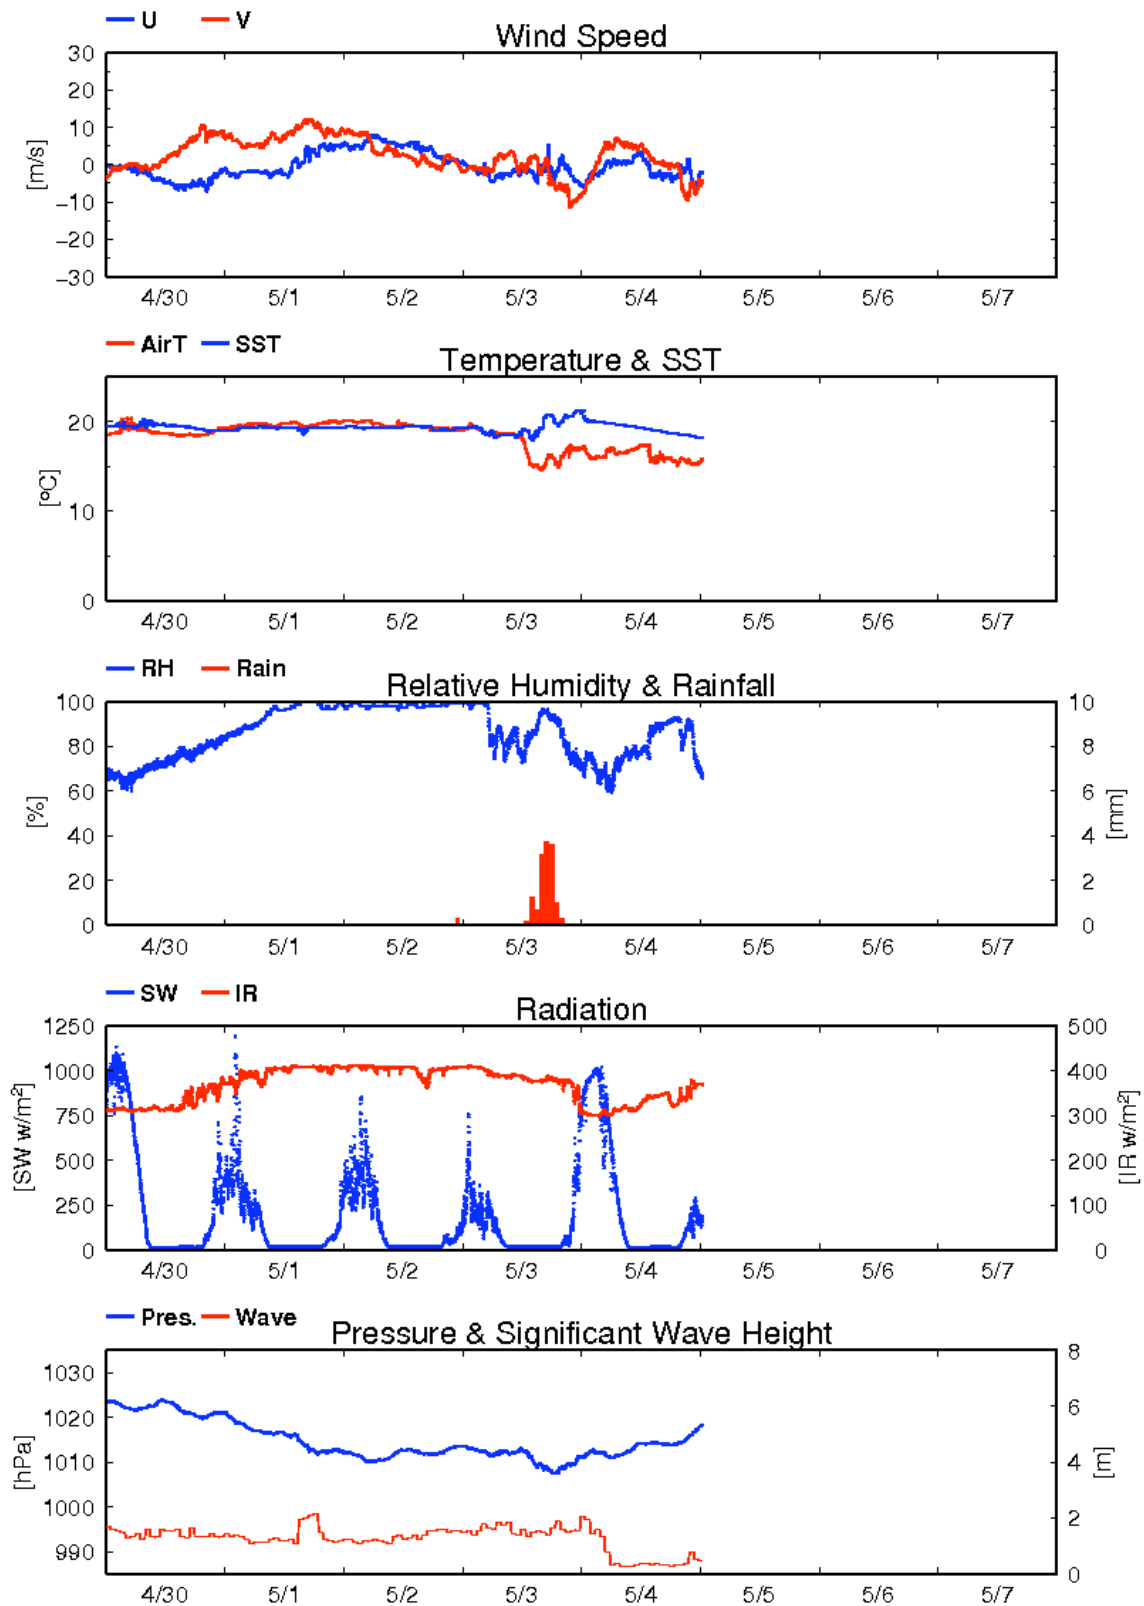 U V
Wind Speed
30
20
10
0
−10
−20
−30
[m/s]
4/30 5/1 5/2 5/3 5/4 5/5 5/6 5/7
AirT SST
Temperature & SST
20
10
0
[ºC]
4/30 5/1 5/2 5/3 5/4 5/5 5/6 5/7
RH Rain
Relative Humidity & Rainfall
100 10
80 8
60 6
40 4
20 2
0 0
[%] [mm]
4/30 5/1 5/2 5/3 5/4 5/5 5/6 5/7
SW IR
Radiation
1250 500
1000 400
750 300
500 200
250 100
0 0
[SW w/m²] [IR w/m²]
4/30 5/1 5/2 5/3 5/4 5/5 5/6 5/7
Pres. Wave
Pressure & Significant Wave Height
8
1030
6
1020
1010 4
1000 2
990
0
[hPa] [m]
4/30 5/1 5/2 5/3 5/4 5/5 5/6 5/7